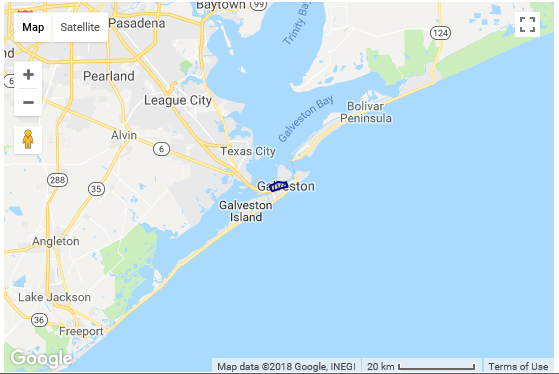 Map
Satellite
Pasadena
Baytown
99
Trinity Bay
124
Pearland
6
League City
Galveston Bay
Bolivar
Peninsula
Alvin
6
Texas City
288
35
Galveston
Galveston
Island
Angleton
Lake Jackson
36
Freeport
Google
Map data ©2018 Google, INEGI
20 km
Terms of Use